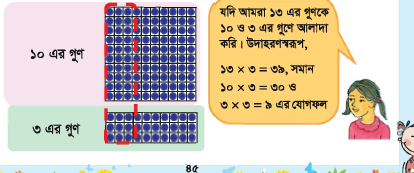 ১০ এর গুণ
৩ এর গুণ
যদি আমরা ১৩ এর গুণকে
১০ ও ৩ এর গুণে আলাদা
করি। উদাহরণস্বরূপ,
১৩ × ৩ = ৩৯, সমান
১০ × ৩ = ৩০ ও
৩ × ৩ = ৯ এর যোগফল
৪৫